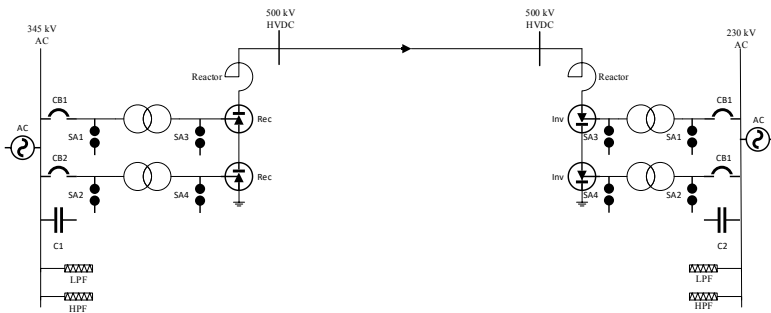 500 kV
HVDC
500 kV
HVDC
345 kV
AC
230 kV
AC
Reactor
Reactor
CB1
CB1
AC
SA1
SA3
Rec
Inv
SA3
SA1
AC
CB2
CB1
SA2
SA4
Rec
Inv
SA4
SA2
C1
C2
LPF
LPF
HPF
HPF